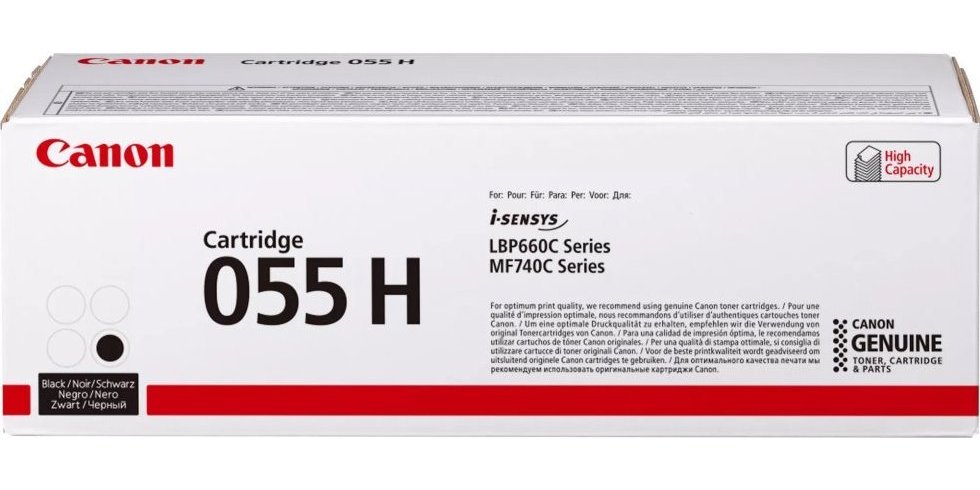 Canon Cartridge 055 H
Canon
High
Capacity
For: Pour: Für: Para: Per: Voor: Для:
i-SENSYS
LBP660C Series
MF740C Series
Cartridge
055 H
For optimum print quality, we recommend using genuine Canon toner cartridges. / Pour une
qualité d'impression optimale, nous recommandons d'utiliser d'authentiques cartouches toner
Canon. / Um eine optimale Druckqualität zu erhalten, empfehlen wir die Verwendung von
original Tonercartridges von Canon. / Para una calidad de impresión óptima, le recomendamos
utilizar cartuchos de tóner Canon originales. / Per una qualità di stampa ottimale, si consiglia di
utilizzare cartucce di toner originali Canon. / Voor de beste printkwaliteit word geadviseerd om
uitsluitend originele Canon cartridges te gebruiken. / Для оптимального качества печати мы
рекомендуем использовать оригинальные картриджи Canon.
CANON
GENUINE
TONER, CARTRIDGE
& PARTS
Black/Noir/Schwarz
Negro/Nero
Zwart/Черный